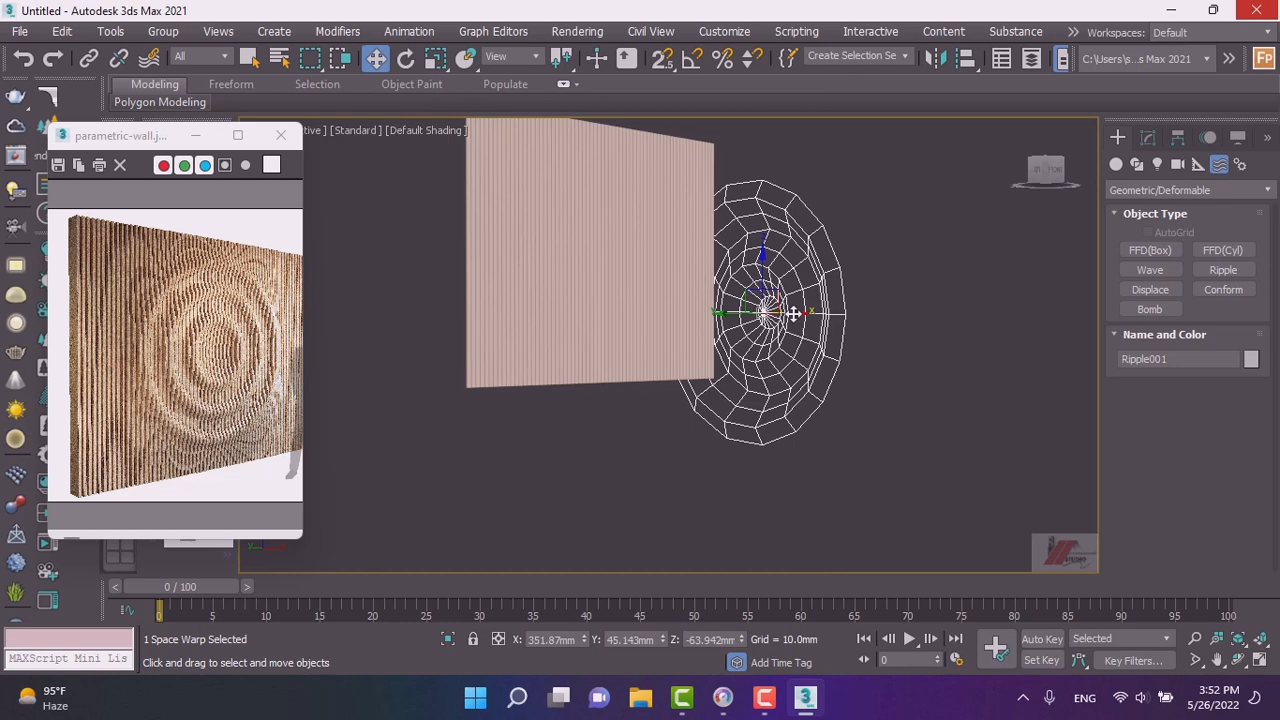 Untitled - Autodesk 3ds Max 2021
File Edit Tools Group Views Create Modifiers Animation Graph Editors Rendering Civil View Customize Scripting Interactive Content Substance Workspaces: Default
All View Create Selection Se C:\Users\s...s Max 2021
Modeling Freeform Selection Object Paint Populate
Polygon Modeling
parametric-wall.j... [Standard ] [Default Shading]
Geometric/Deformable
Object Type
AutoGrid
FFD(Box) FFD(Cyl)
Wave Ripple
Displace Conform
Bomb
Name and Color
Ripple001
0 / 100
0 5 10 15 20 25 30 35 40 45 50 55 60 65 70 75 80 85 90 95 100
1 Space Warp Selected X: 351.87mm Y: 45.143mm Z: -63.942mm Grid = 10.0mm Auto Key Selected
MAXScript Mini Lis Click and drag to select and move objects Add Time Tag 0 Set Key Key Filters...
95°F
Haze
ENG
3:52 PM
5/26/2022